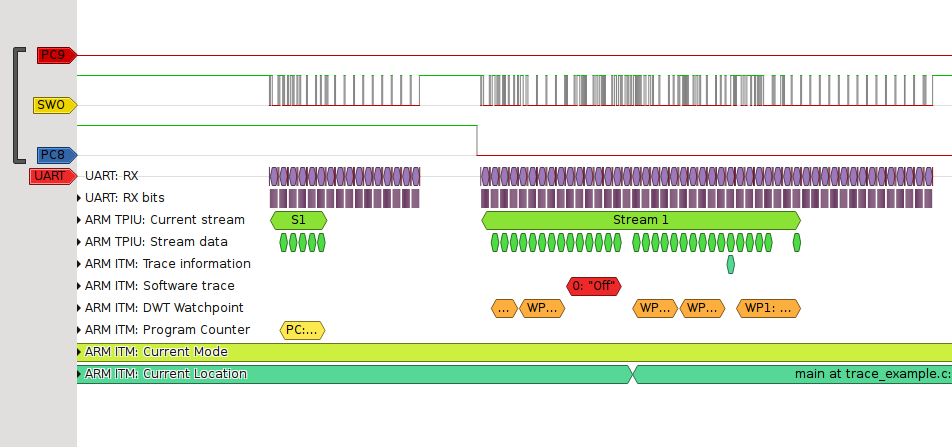 PC9
SWO
PC8
UART UART: RX
UART: RX bits
ARM TPIU: Current stream S1 Stream 1
ARM TPIU: Stream data
ARM ITM: Trace information
ARM ITM: Software trace 0: "Off"
ARM ITM: DWT Watchpoint ... WP... WP... WP... WP1: ...
ARM ITM: Program Counter PC:...
ARM ITM: Current Mode
ARM ITM: Current Location main at trace_example.c: